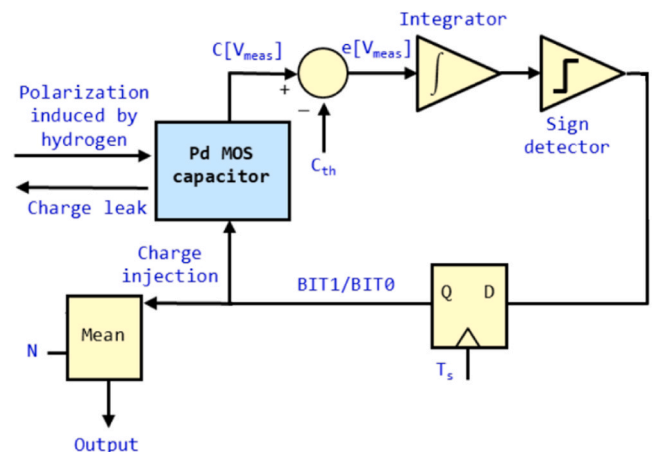 Integrator
C[Vmeas]
e[Vmeas]
∫
+
−
Polarization
induced by
hydrogen
Sign
detector
Pd MOS
capacitor
Cth
Charge leak
Charge
injection
BIT1/BIT0
Q D
Mean
N
Ts
Output